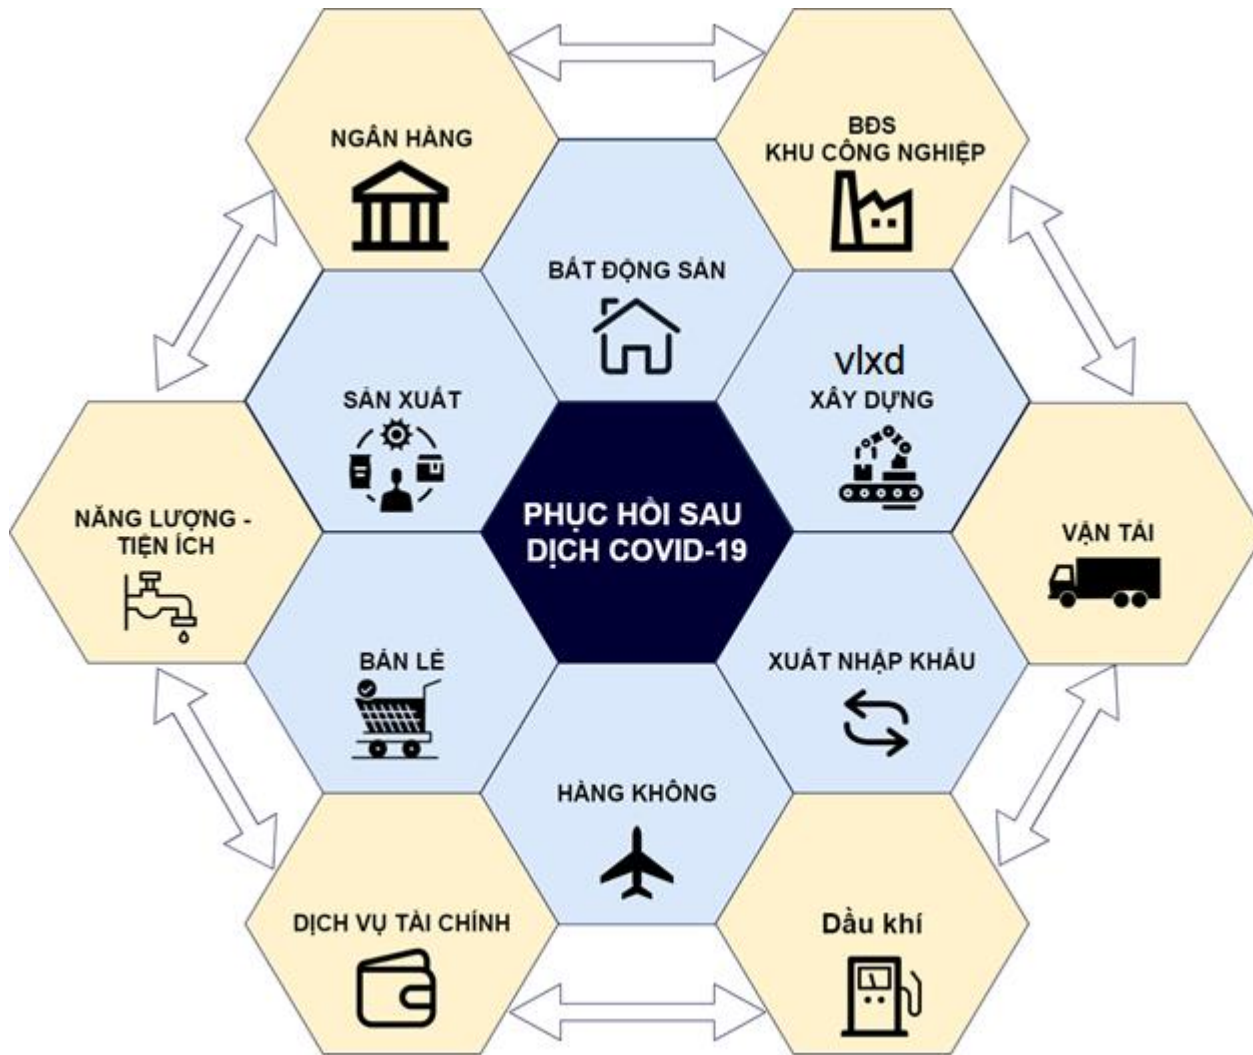 NGÂN HÀNG
BĐS
KHU CÔNG NGHIỆP
BẤT ĐỘNG SẢN
vlxd
XÂY DỰNG
SẢN XUẤT
PHỤC HỒI SAU
DỊCH COVID-19
NĂNG LƯỢNG -
TIỆN ÍCH
VẬN TẢI
BÁN LẺ
XUẤT NHẬP KHẨU
HÀNG KHÔNG
DỊCH VỤ TÀI CHÍNH
Dầu khí